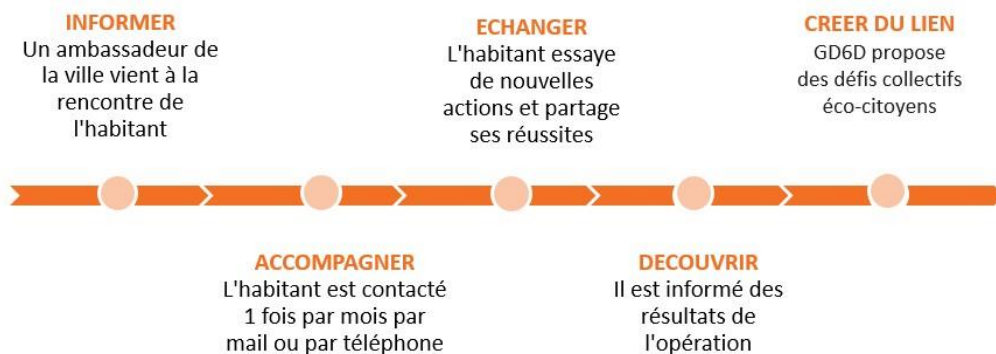 INFORMER
Un ambassadeur de
la ville vient à la
rencontre de
l'habitant
ACCOMPAGNER
L'habitant est contacté
1 fois par mois par
mail ou par téléphone
ECHANGER
L'habitant essaye
de nouvelles
actions et partage
ses réussites
DECOUVRIR
Il est informé des
résultats de
l'opération
CREER DU LIEN
GD6D propose
des défis collectifs
éco-citoyens